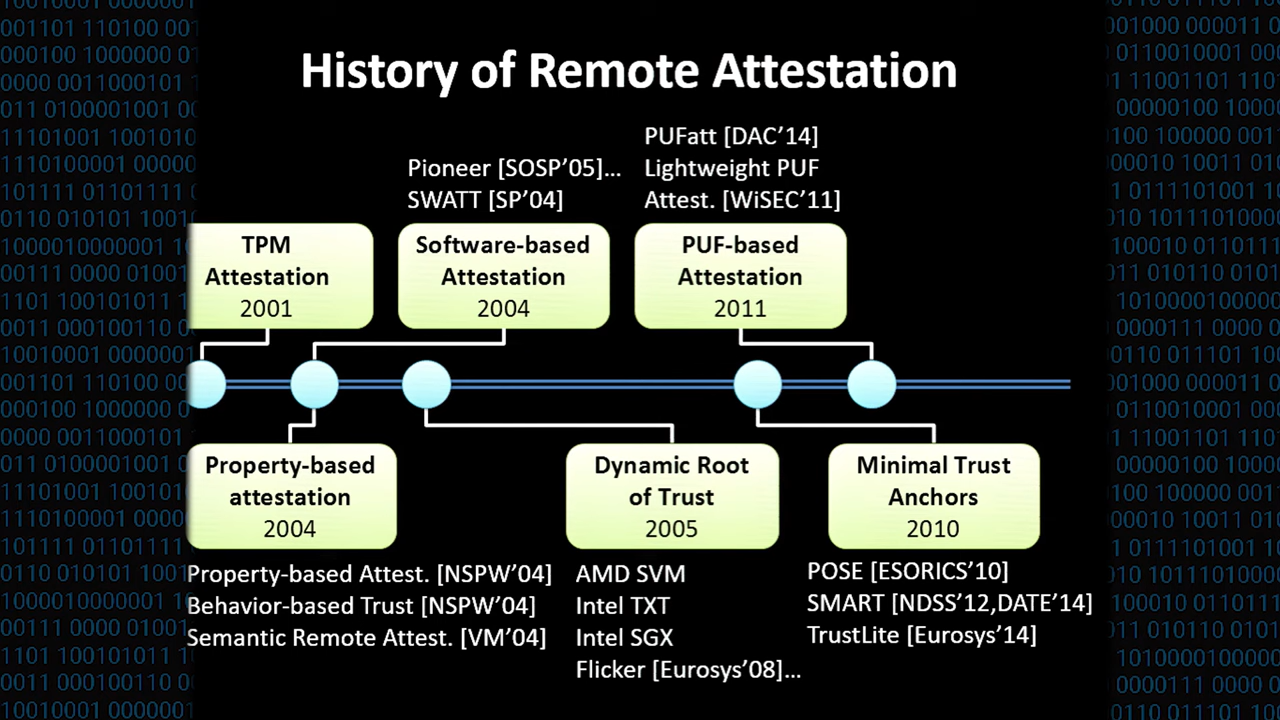 History of Remote Attestation
PUFatt [DAC’14]
Pioneer [SOSP’05]...
Lightweight PUF
SWATT [SP’04]
Attest. [WiSEC’11]
TPM
Attestation
2001
Software-based
Attestation
2004
PUF-based
Attestation
2011
Property-based
attestation
2004
Dynamic Root
of Trust
2005
Minimal Trust
Anchors
2010
Property-based Attest. [NSPW’04]
Behavior-based Trust [NSPW’04]
Semantic Remote Attest. [VM’04]
AMD SVM
Intel TXT
Intel SGX
Flicker [Eurosys’08]...
POSE [ESORICS’10]
SMART [NDSS’12,DATE’14]
TrustLite [Eurosys’14]